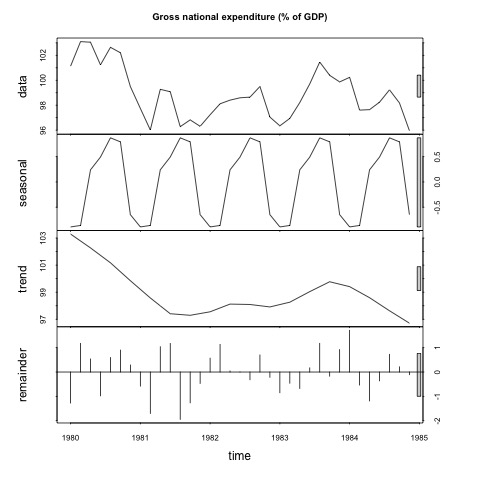 Gross national expenditure (% of GDP)
data
96 98 100 102
seasonal
-0.5 0.0 0.5
trend
97 99 101 103
remainder
-2 -1 0 1
1980 1981 1982 1983 1984 1985
time